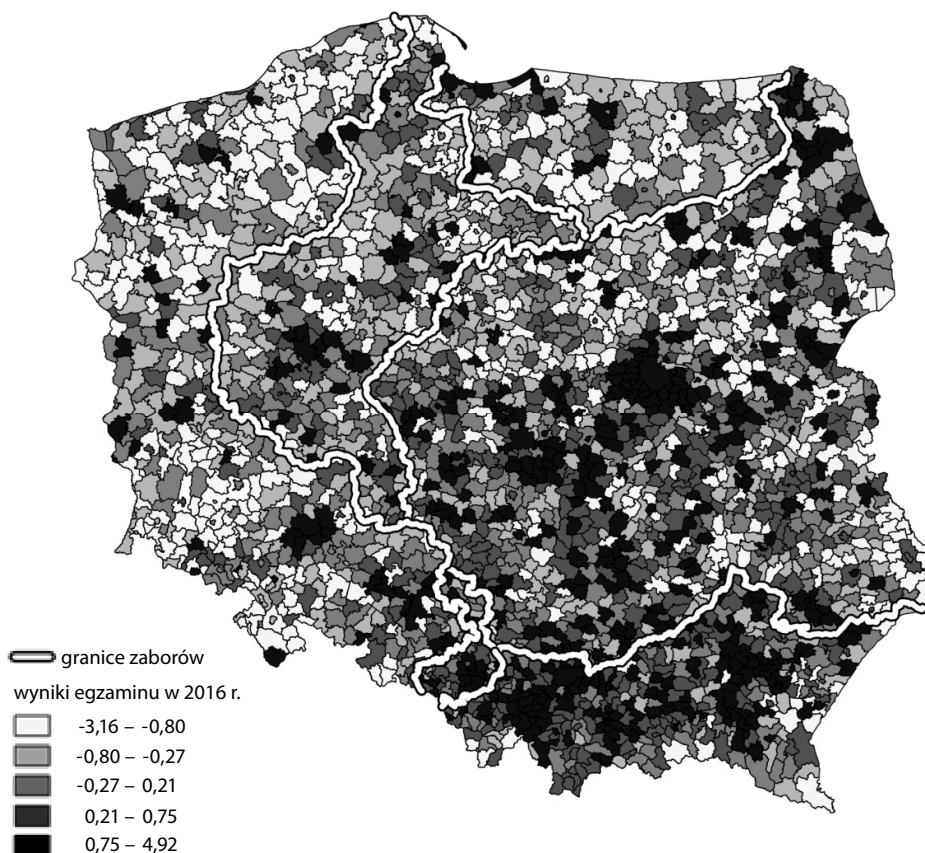 granice zaborów
wyniki egzaminu w 2016 r.
-3,16 – -0,80
-0,80 – -0,27
-0,27 – 0,21
0,21 – 0,75
0,75 – 4,92